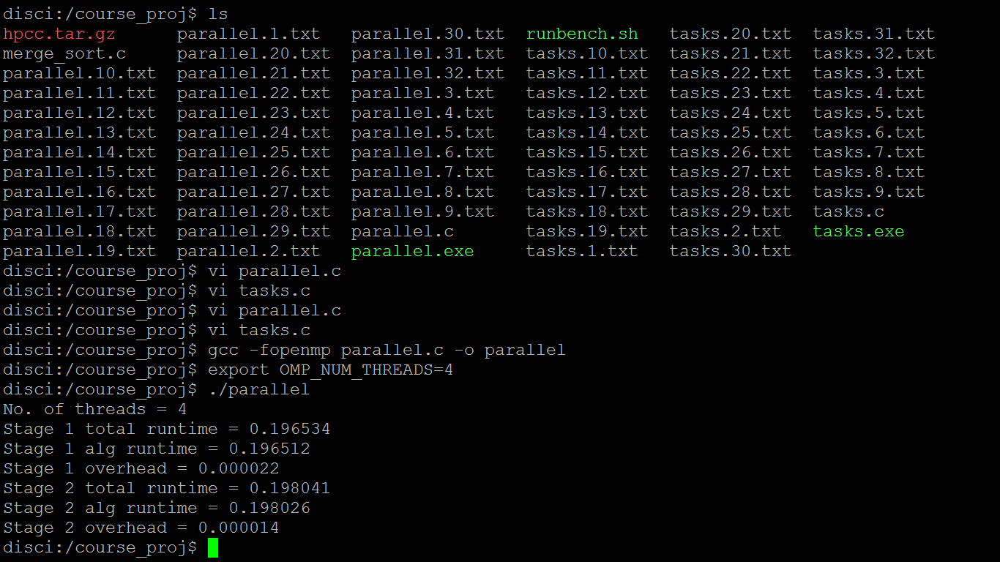 disci:/course_proj$ ls
hpcc.tar.gz      parallel.1.txt   parallel.30.txt  runbench.sh   tasks.20.txt  tasks.31.txt
merge_sort.c     parallel.20.txt  parallel.31.txt  tasks.10.txt  tasks.21.txt  tasks.32.txt
parallel.10.txt  parallel.21.txt  parallel.32.txt  tasks.11.txt  tasks.22.txt  tasks.3.txt
parallel.11.txt  parallel.22.txt  parallel.3.txt   tasks.12.txt  tasks.23.txt  tasks.4.txt
parallel.12.txt  parallel.23.txt  parallel.4.txt   tasks.13.txt  tasks.24.txt  tasks.5.txt
parallel.13.txt  parallel.24.txt  parallel.5.txt   tasks.14.txt  tasks.25.txt  tasks.6.txt
parallel.14.txt  parallel.25.txt  parallel.6.txt   tasks.15.txt  tasks.26.txt  tasks.7.txt
parallel.15.txt  parallel.26.txt  parallel.7.txt   tasks.16.txt  tasks.27.txt  tasks.8.txt
parallel.16.txt  parallel.27.txt  parallel.8.txt   tasks.17.txt  tasks.28.txt  tasks.9.txt
parallel.17.txt  parallel.28.txt  parallel.9.txt   tasks.18.txt  tasks.29.txt  tasks.c
parallel.18.txt  parallel.29.txt  parallel.c       tasks.19.txt  tasks.2.txt   tasks.exe
parallel.19.txt  parallel.2.txt   parallel.exe     tasks.1.txt   tasks.30.txt
disci:/course_proj$ vi parallel.c
disci:/course_proj$ vi tasks.c
disci:/course_proj$ vi parallel.c
disci:/course_proj$ vi tasks.c
disci:/course_proj$ gcc -fopenmp parallel.c -o parallel
disci:/course_proj$ export OMP_NUM_THREADS=4
disci:/course_proj$ ./parallel
No. of threads = 4
Stage 1 total runtime = 0.196534
Stage 1 alg runtime = 0.196512
Stage 1 overhead = 0.000022
Stage 2 total runtime = 0.198041
Stage 2 alg runtime = 0.198026
Stage 2 overhead = 0.000014
disci:/course_proj$